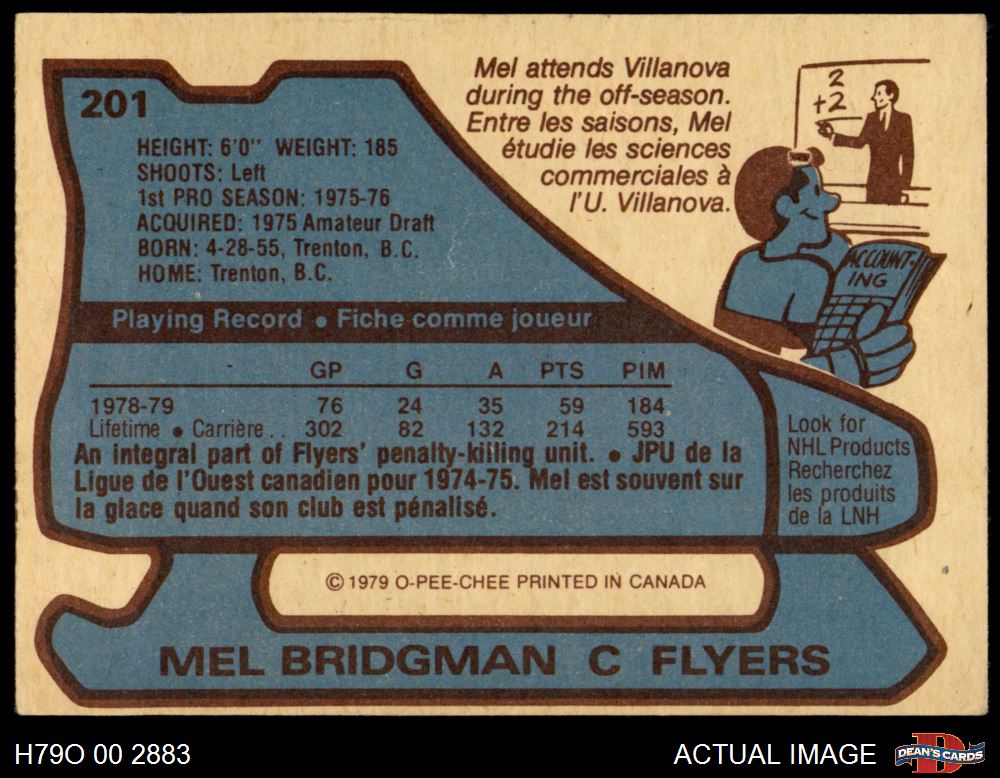 201
HEIGHT: 6'0" WEIGHT: 185
SHOOTS: Left
1st PRO SEASON: 1975-76
ACQUIRED: 1975 Amateur Draft
BORN: 4-28-55, Trenton, B.C.
HOME: Trenton, B.C.
Mel attends Villanova
during the off-season.
Entre les saisons, Mel
étudie les sciences
commerciales à
l'U. Villanova.
2
+2
ACCOUNT-
ING
Playing Record • Fiche comme joueur
GP G A PTS PIM
1978-79 76 24 35 59 184
Lifetime • Carrière . . 302 82 132 214 593
An integral part of Flyers' penalty-killing unit. • JPU de la
Ligue de l'Ouest canadien pour 1974-75. Mel est souvent sur
la glace quand son club est pénalisé.
Look for
NHL Products
Recherchez
les produits
de la LNH
© 1979 O-PEE-CHEE PRINTED IN CANADA
MEL BRIDGMAN C FLYERS
H79O 00 2883
ACTUAL IMAGE
DEAN'S CARDS